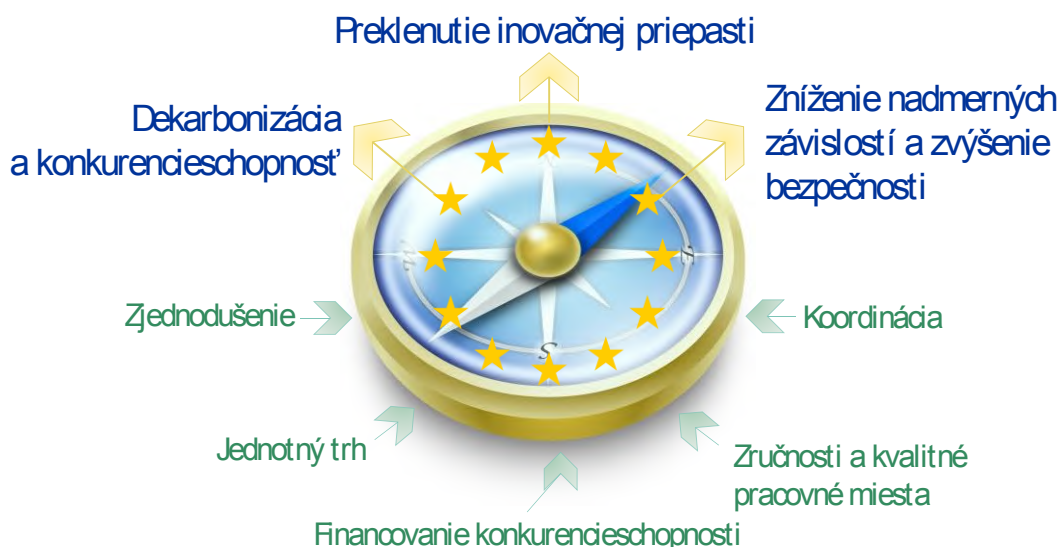 Preklenutie inovačnej priepasti
Dekarbonizácia
a konkurencieschopnosť
Zníženie nadmerných
závislostí a zvýšenie
bezpečnosti
Zjednodušenie
Koordinácia
Jednotný trh
Zručnosti a kvalitné
pracovné miesta
Financovanie konkurencieschopnosti
S